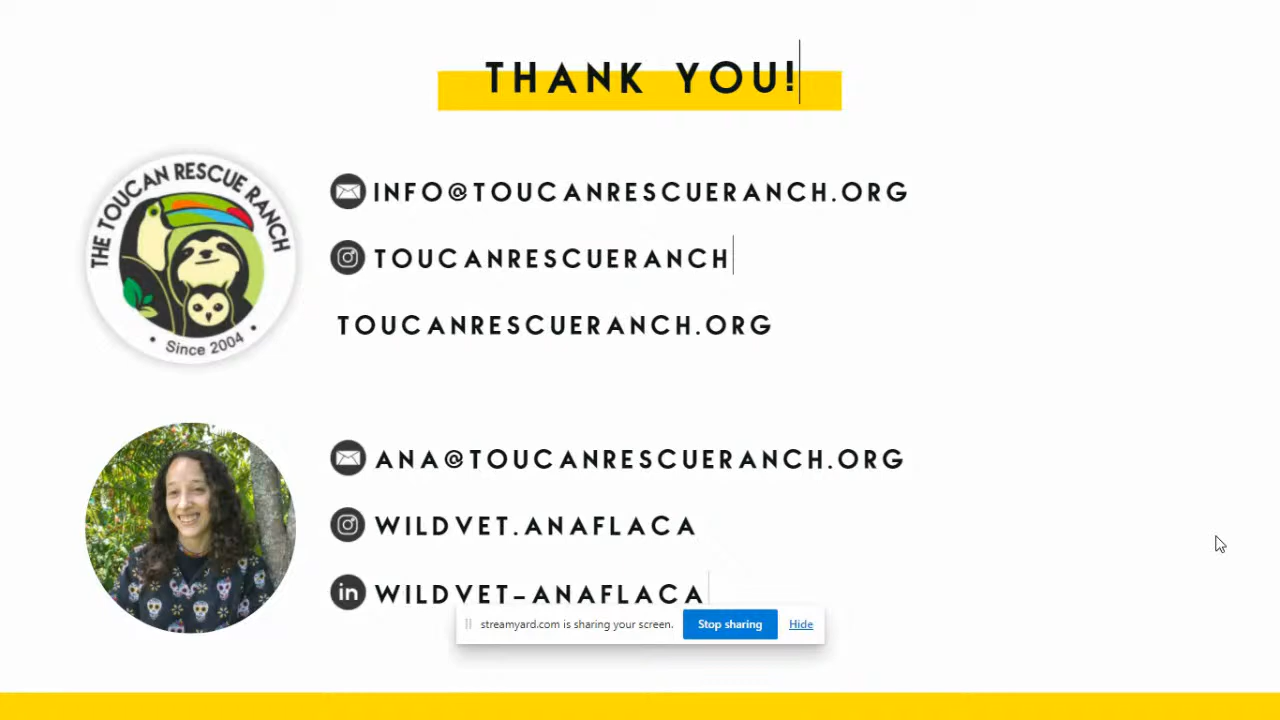 THANK YOU!
THE TOUCAN RESCUE RANCH
Since 2004
INFO@TOUCANRESCUERANCH.ORG
TOUCANRESCUERANCH
TOUCANRESCUERANCH.ORG
ANA@TOUCANRESCUERANCH.ORG
WILDVET.ANAFLACA
in WILDVET-ANAFLACA
streamyard.com is sharing your screen. Stop sharing Hide